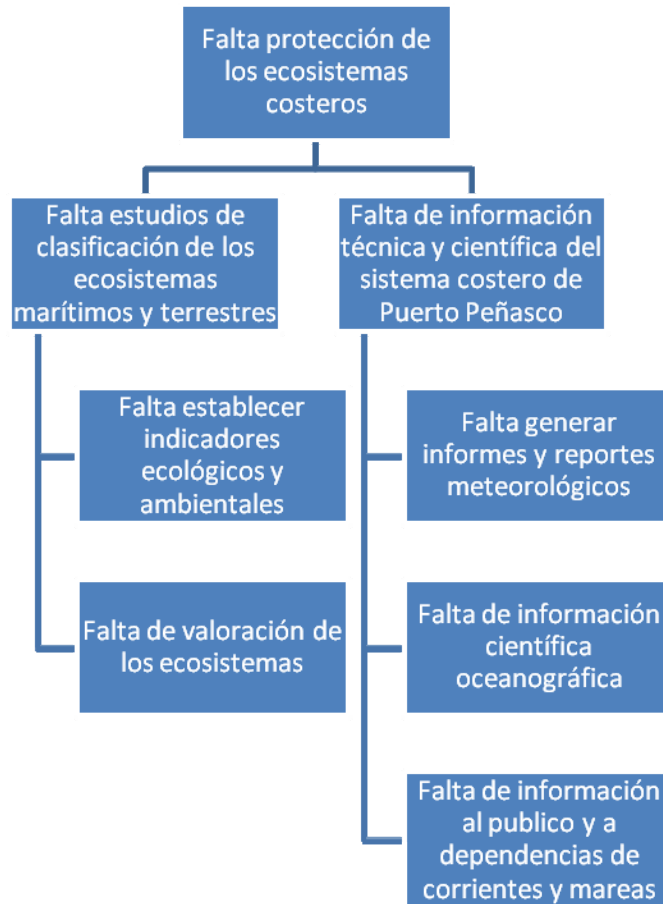 Falta protección de
los ecosistemas
costeros
Falta estudios de
clasificación de los
ecosistemas
marítimos y terrestres
Falta de información
técnica y científica del
sistema costero de
Puerto Peñasco
Falta establecer
indicadores
ecológicos y
ambientales
Falta generar
informes y reportes
meteorológicos
Falta de valoración de
los ecosistemas
Falta de información
científica
oceanográfica
Falta de información
al publico y a
dependencias de
corrientes y mareas